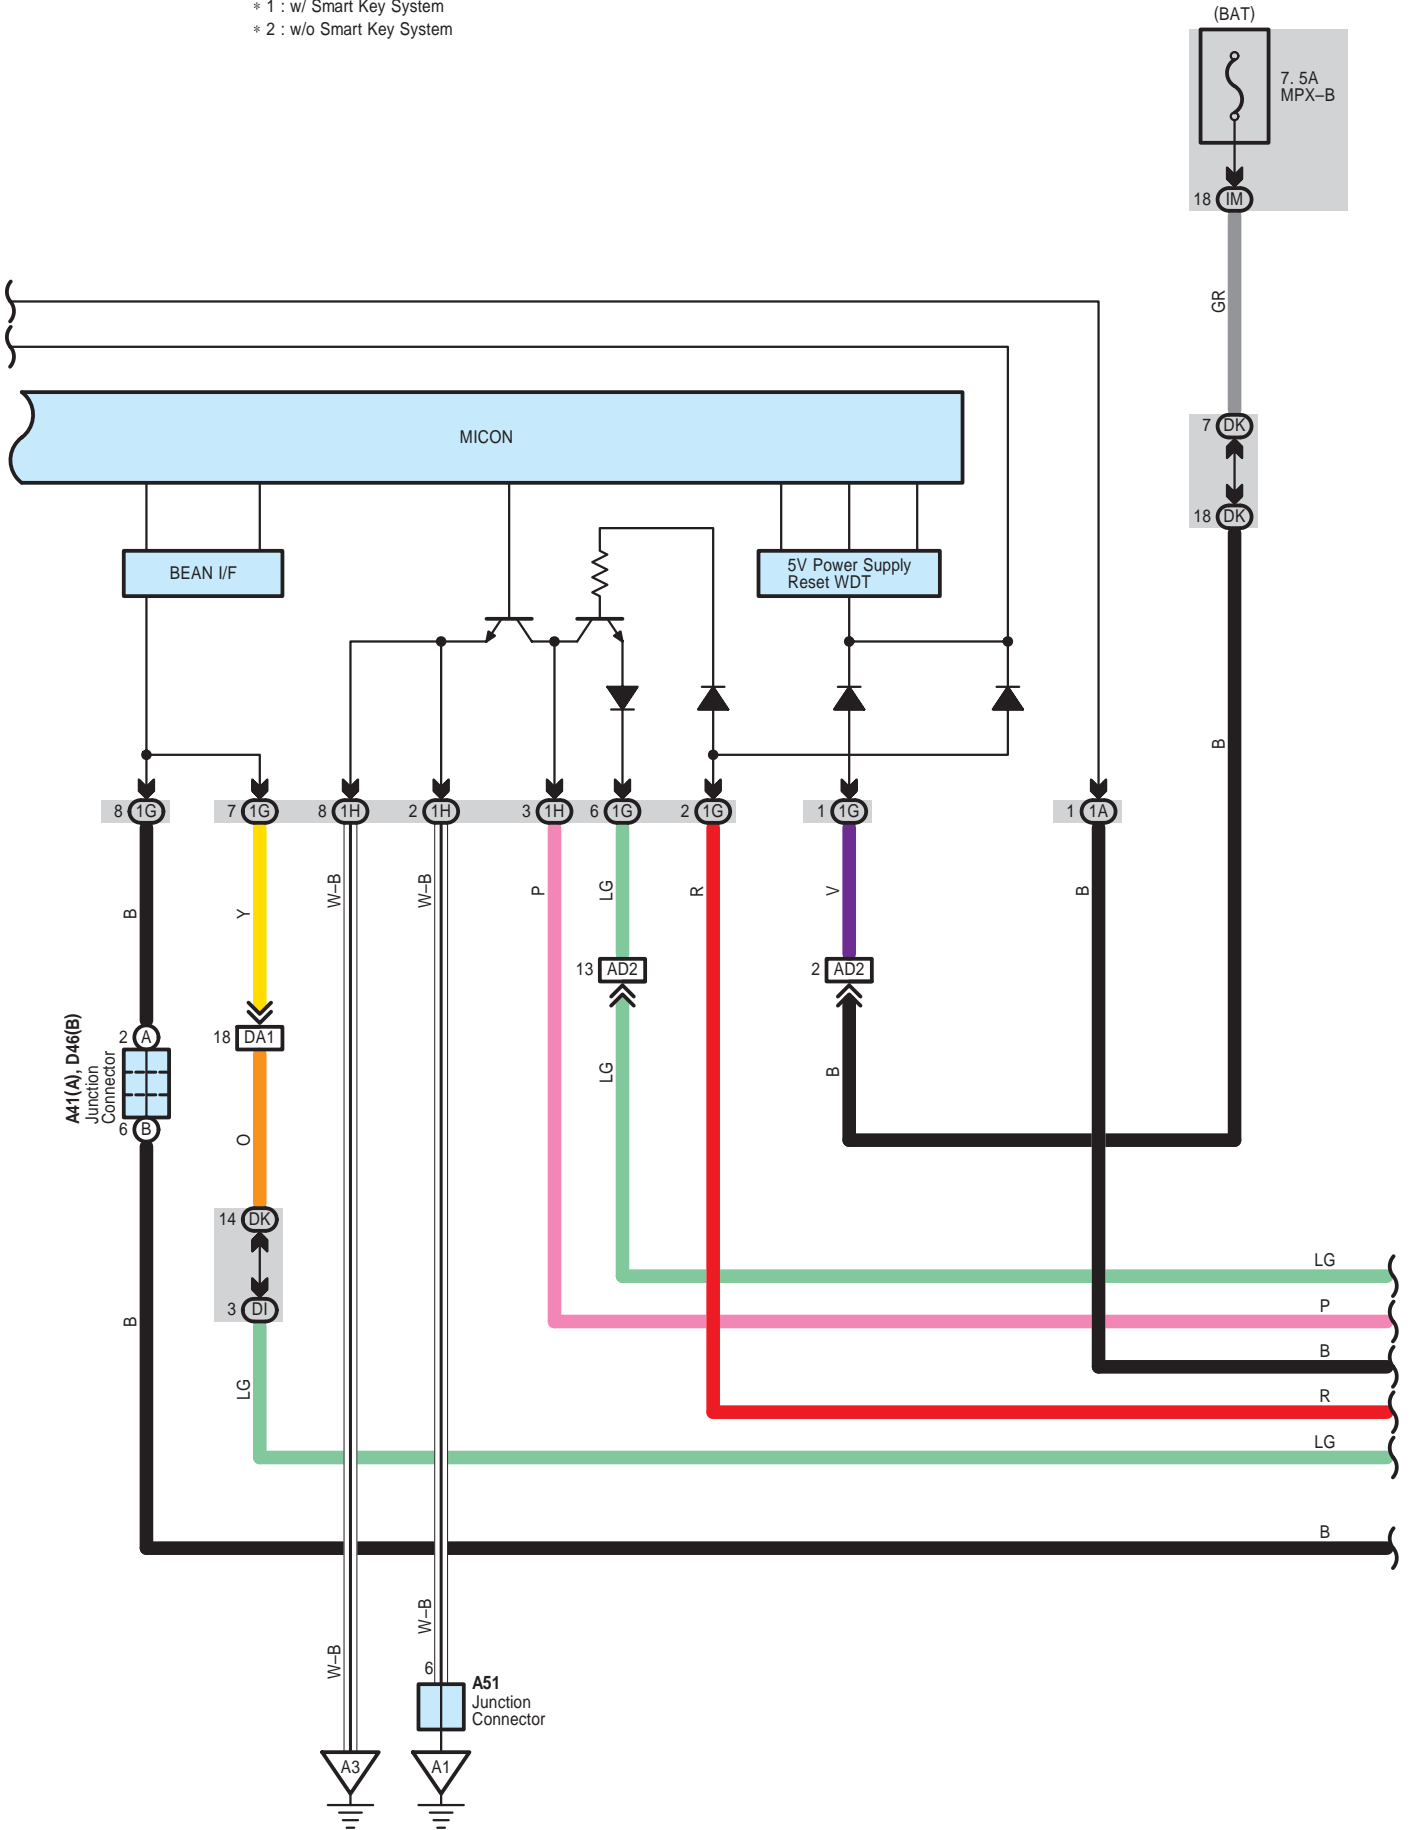 ∗ 1 : w/ Smart Key System
∗ 2 : w/o Smart Key System
(BAT)
7. 5A
MPX–B
18 IM
GR
7 DK
18 DK
B
MICON
BEAN I/F
5V Power Supply
Reset WDT
8 1G
7 1G
8 1H
2 1H
3 1H
6 1G
2 1G
1 1G
1 1A
B
Y
W–B
W–B
P
LG
R
V
B
13 AD2
2 AD2
18 DA1
2 A
A41(A), D46(B)
Junction
Connector
6 B
LG
B
O
14 DK
3 DI
B
LG
LG
P
B
R
LG
B
W–B
W–B
6
A51
Junction
Connector
A3
A1